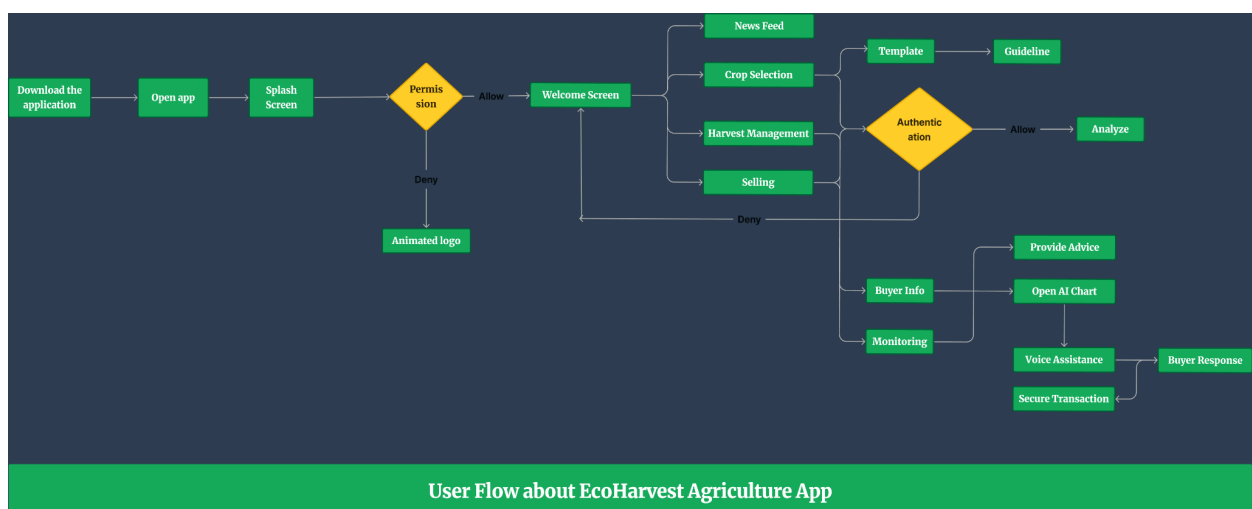 News Feed
Template
Guideline
Download the
application
Open app
Splash
Screen
Permis
sion
Allow
Welcome Screen
Crop Selection
Harvest Management
Selling
Authentic
ation
Allow
Analyze
Deny
Deny
Animated logo
Provide Advice
Buyer Info
Open AI Chart
Monitoring
Voice Assistance
Buyer Response
Secure Transaction
User Flow about EcoHarvest Agriculture App